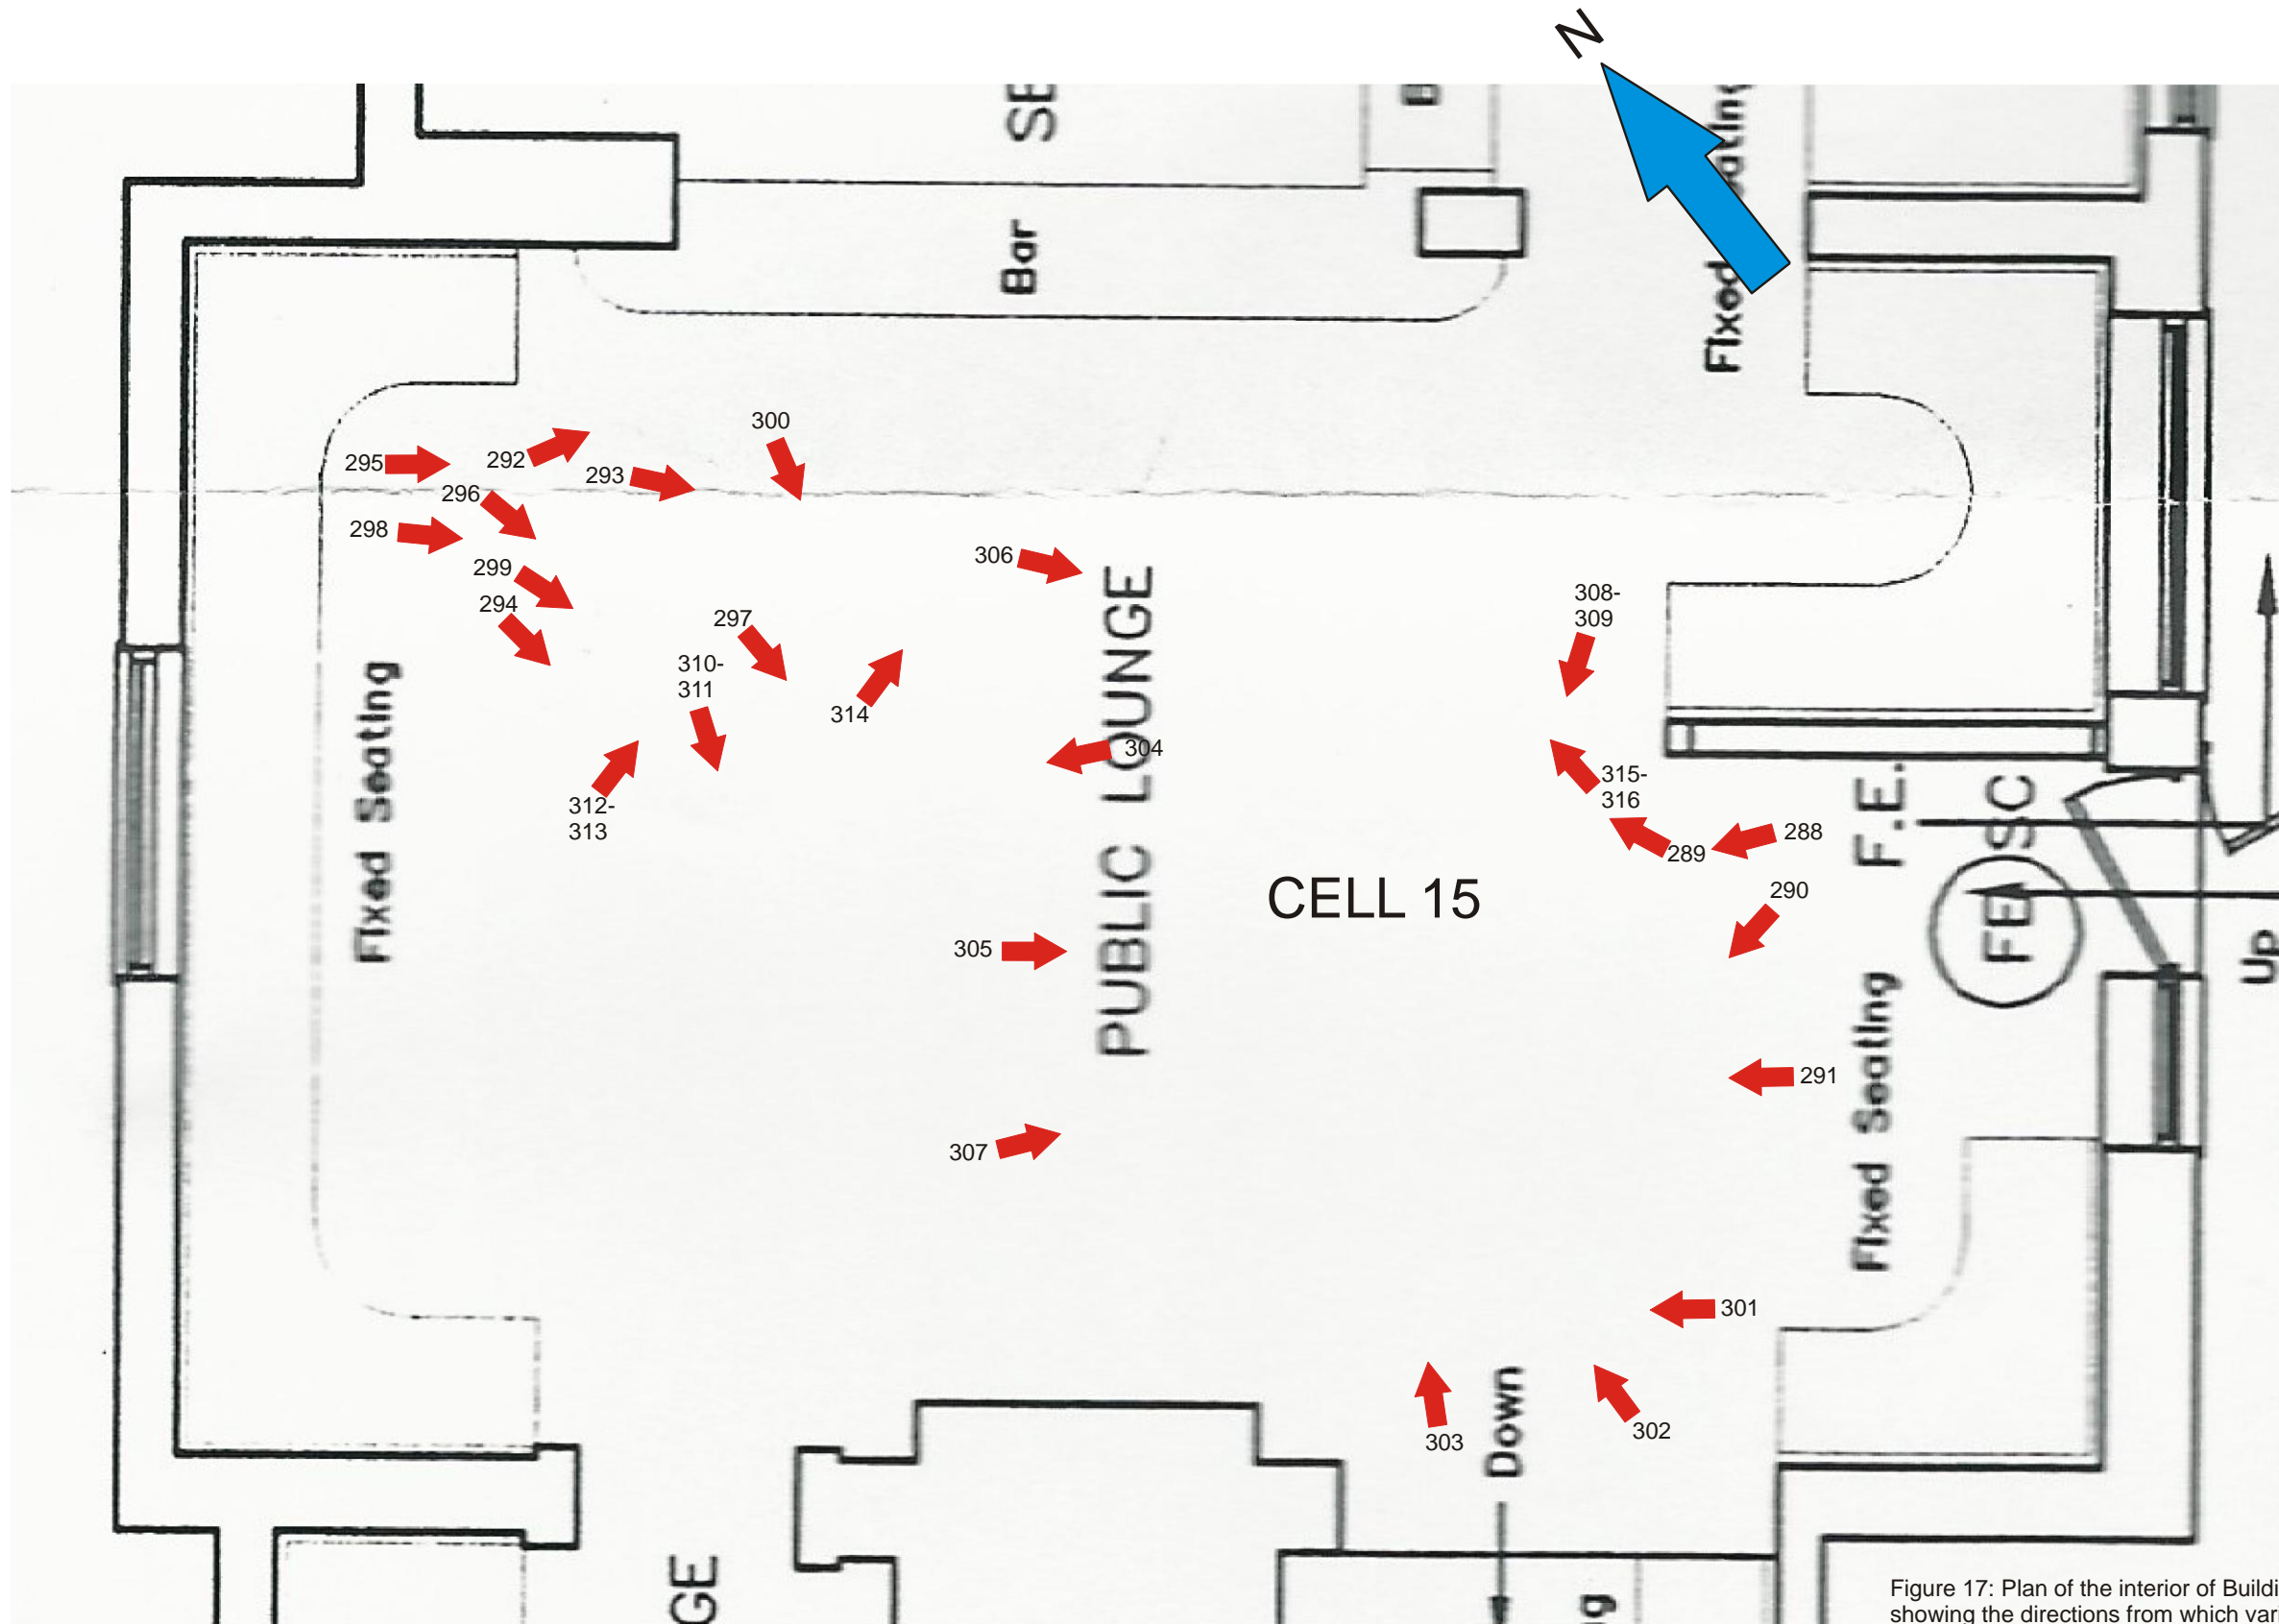 N
SE
B
Bar
Fixed Seating
300
295
292
293
296
298
299
294
306
297
310-
311
314
308-
309
304
312-
313
315-
316
288
289
290
Fixed Seating
PUBLIC LOUNGE
CELL 15
F.E.
SC
FE
Up
305
291
Fixed Seating
307
301
303
302
Down
GE
g
Figure 17: Plan of the interior of Buildi
showing the directions from which var